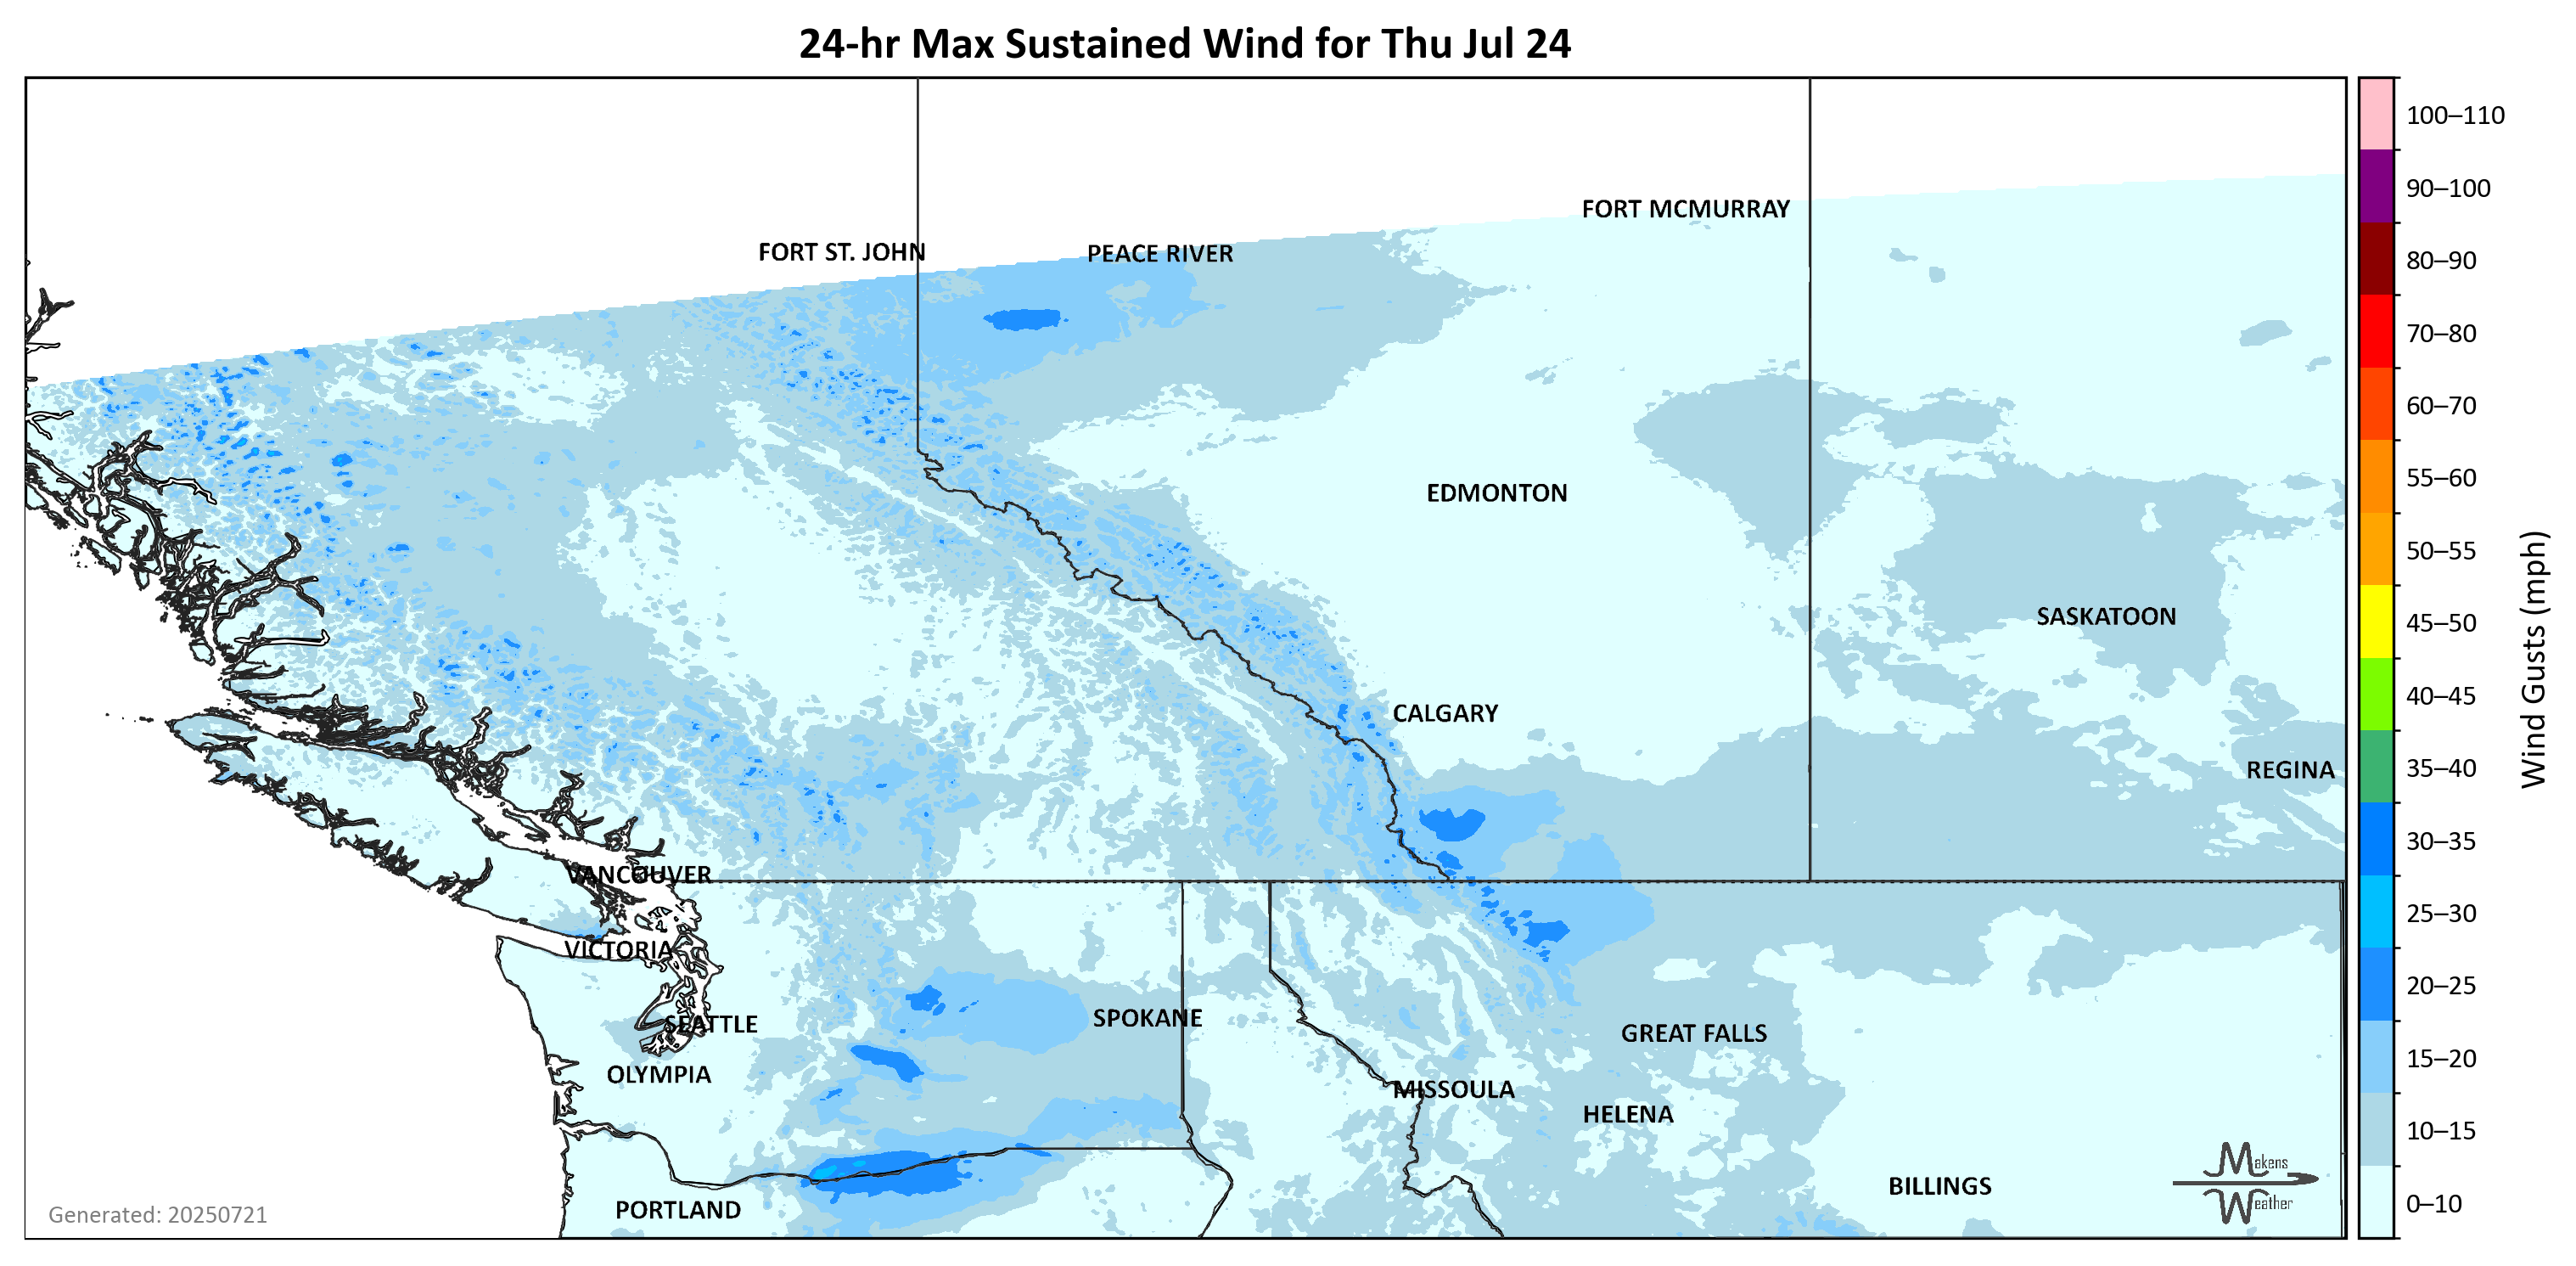 24-hr Max Sustained Wind for Thu Jul 24
FORT MCMURRAY
FORT ST. JOHN
PEACE RIVER
EDMONTON
SASKATOON
CALGARY
REGINA
VANCOUVER
VICTORIA
SEATTLE
SPOKANE
GREAT FALLS
OLYMPIA
MISSOULA
HELENA
BILLINGS
PORTLAND
Generated: 20250721
Makens
Weather
100–110
90–100
80–90
70–80
60–70
55–60
50–55
45–50
40–45
35–40
30–35
25–30
20–25
15–20
10–15
0–10
Wind Gusts (mph)